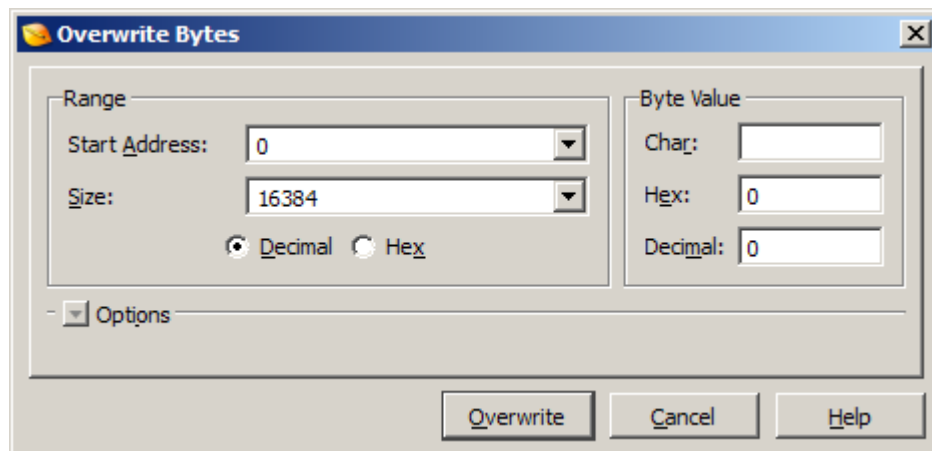 Overwrite Bytes
Range
Start Address: 0
Size: 16384
Decimal Hex
Byte Value
Char:
Hex: 0
Decimal: 0
Options
Overwrite Cancel Help